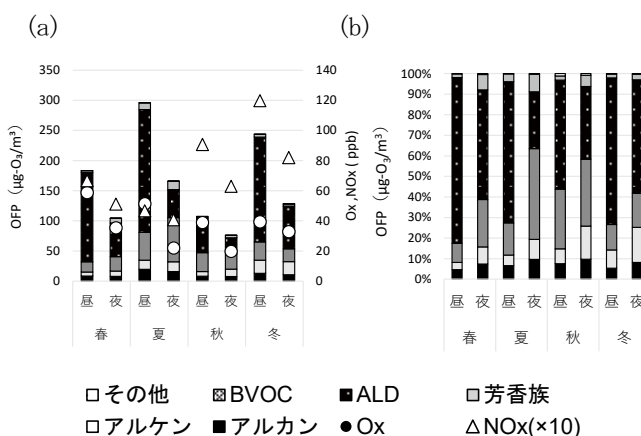 (a)
(b)
350
300
250
200
150
100
50
0
OFP（μg-O₃/m³）
140
120
100
80
60
40
20
0
Ox ,NOx（ppb）
昼 夜 昼 夜 昼 夜 昼 夜
春 夏 秋 冬
100%
90%
80%
70%
60%
50%
40%
30%
20%
10%
0%
OFP（μg-O₃/m³）
昼 夜 昼 夜 昼 夜 昼 夜
春 夏 秋 冬
その他 BVOC ALD 芳香族
アルケン アルカン Ox NOx(×10)